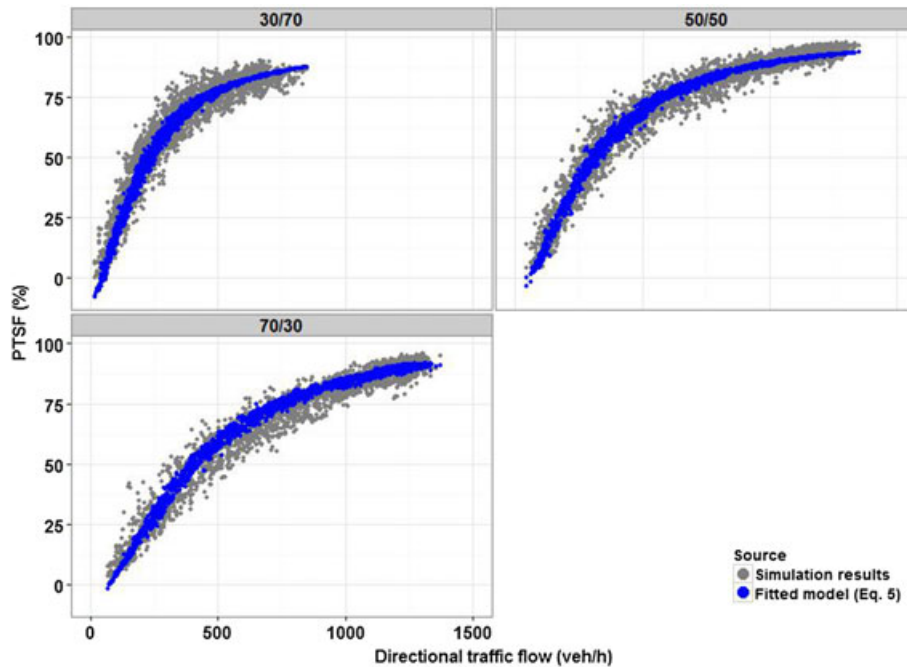 30/70
50/50
100
75
50
25
0
PTSF (%)
70/30
100
75
50
25
0
0 500 1000 1500
Directional traffic flow (veh/h)
Source
Simulation results
Fitted model (Eq. 5)